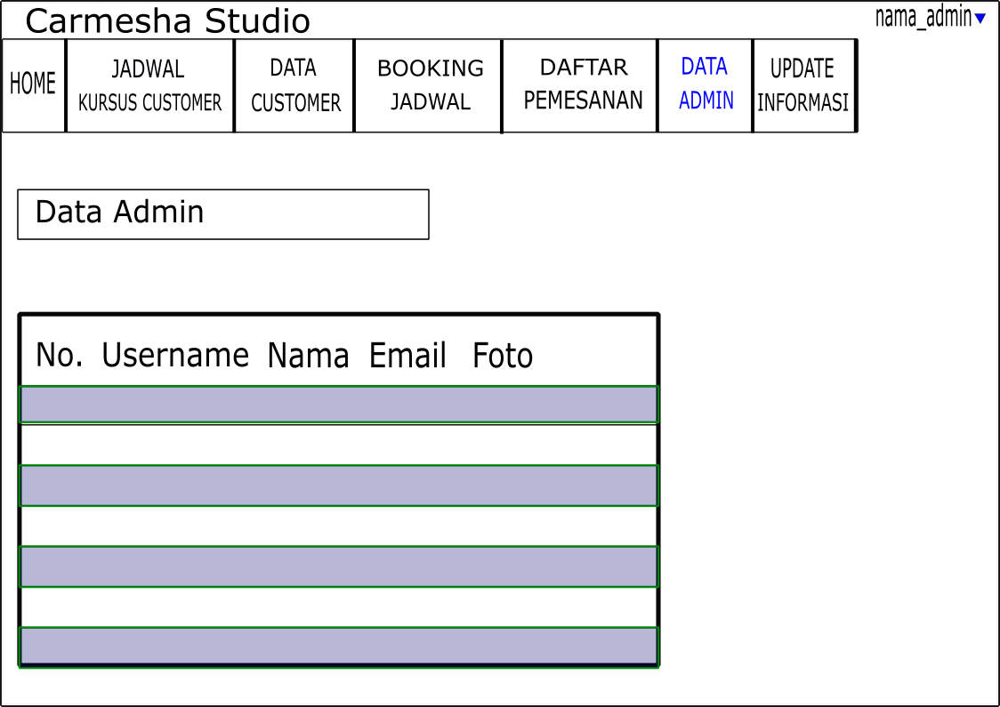 Carmesha Studio
nama_admin
HOME
JADWAL
KURSUS CUSTOMER
DATA
CUSTOMER
BOOKING
JADWAL
DAFTAR
PEMESANAN
DATA
ADMIN
UPDATE
INFORMASI
Data Admin
No. Username Nama Email Foto